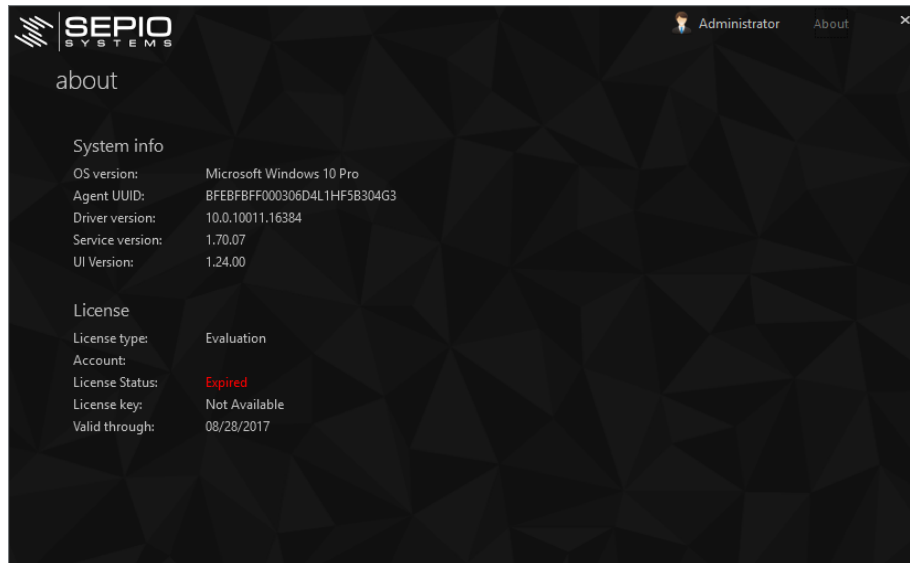 SEPIO
SYSTEMS
Administrator
About
about
System info
OS version: Microsoft Windows 10 Pro
Agent UUID: BFEBFBFF000306D4L1HF5B304G3
Driver version: 10.0.10011.16384
Service version: 1.70.07
UI Version: 1.24.00
License
License type: Evaluation
Account:
License Status: Expired
License key: Not Available
Valid through: 08/28/2017